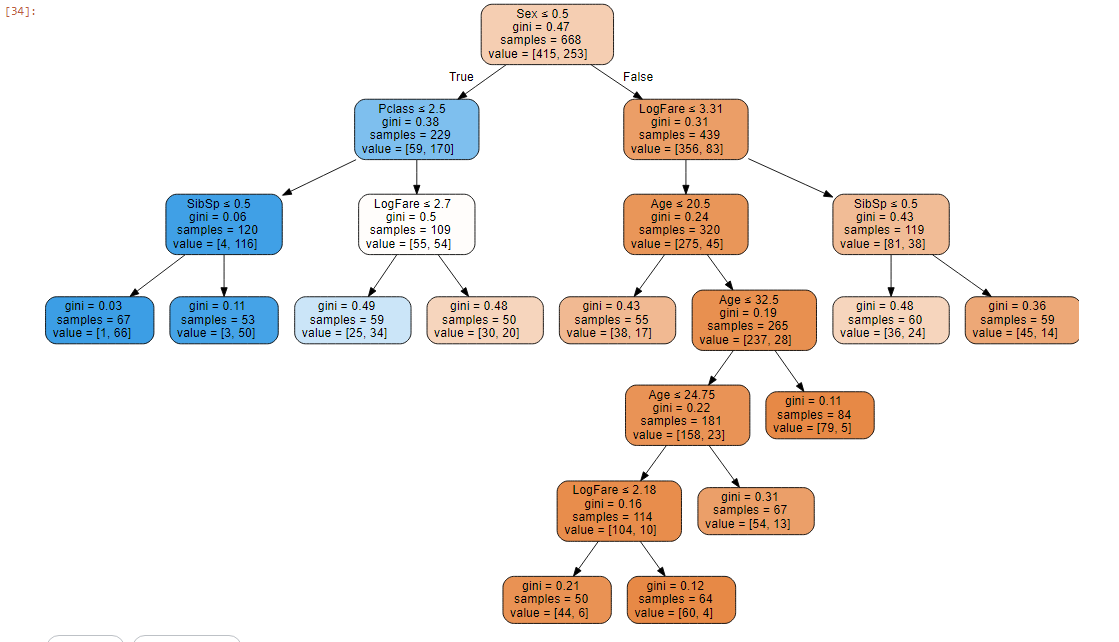 [34]:
Sex ≤ 0.5
gini = 0.47
samples = 668
value = [415, 253]
True
False
Pclass ≤ 2.5
gini = 0.38
samples = 229
value = [59, 170]
LogFare ≤ 3.31
gini = 0.31
samples = 439
value = [356, 83]
SibSp ≤ 0.5
gini = 0.06
samples = 120
value = [4, 116]
LogFare ≤ 2.7
gini = 0.5
samples = 109
value = [55, 54]
Age ≤ 20.5
gini = 0.24
samples = 320
value = [275, 45]
SibSp ≤ 0.5
gini = 0.43
samples = 119
value = [81, 38]
gini = 0.03
samples = 67
value = [1, 66]
gini = 0.11
samples = 53
value = [3, 50]
gini = 0.49
samples = 59
value = [25, 34]
gini = 0.48
samples = 50
value = [30, 20]
gini = 0.43
samples = 55
value = [38, 17]
Age ≤ 32.5
gini = 0.19
samples = 265
value = [237, 28]
gini = 0.48
samples = 60
value = [36, 24]
gini = 0.36
samples = 59
value = [45, 14]
Age ≤ 24.75
gini = 0.22
samples = 181
value = [158, 23]
gini = 0.11
samples = 84
value = [79, 5]
LogFare ≤ 2.18
gini = 0.16
samples = 114
value = [104, 10]
gini = 0.31
samples = 67
value = [54, 13]
gini = 0.21
samples = 50
value = [44, 6]
gini = 0.12
samples = 64
value = [60, 4]